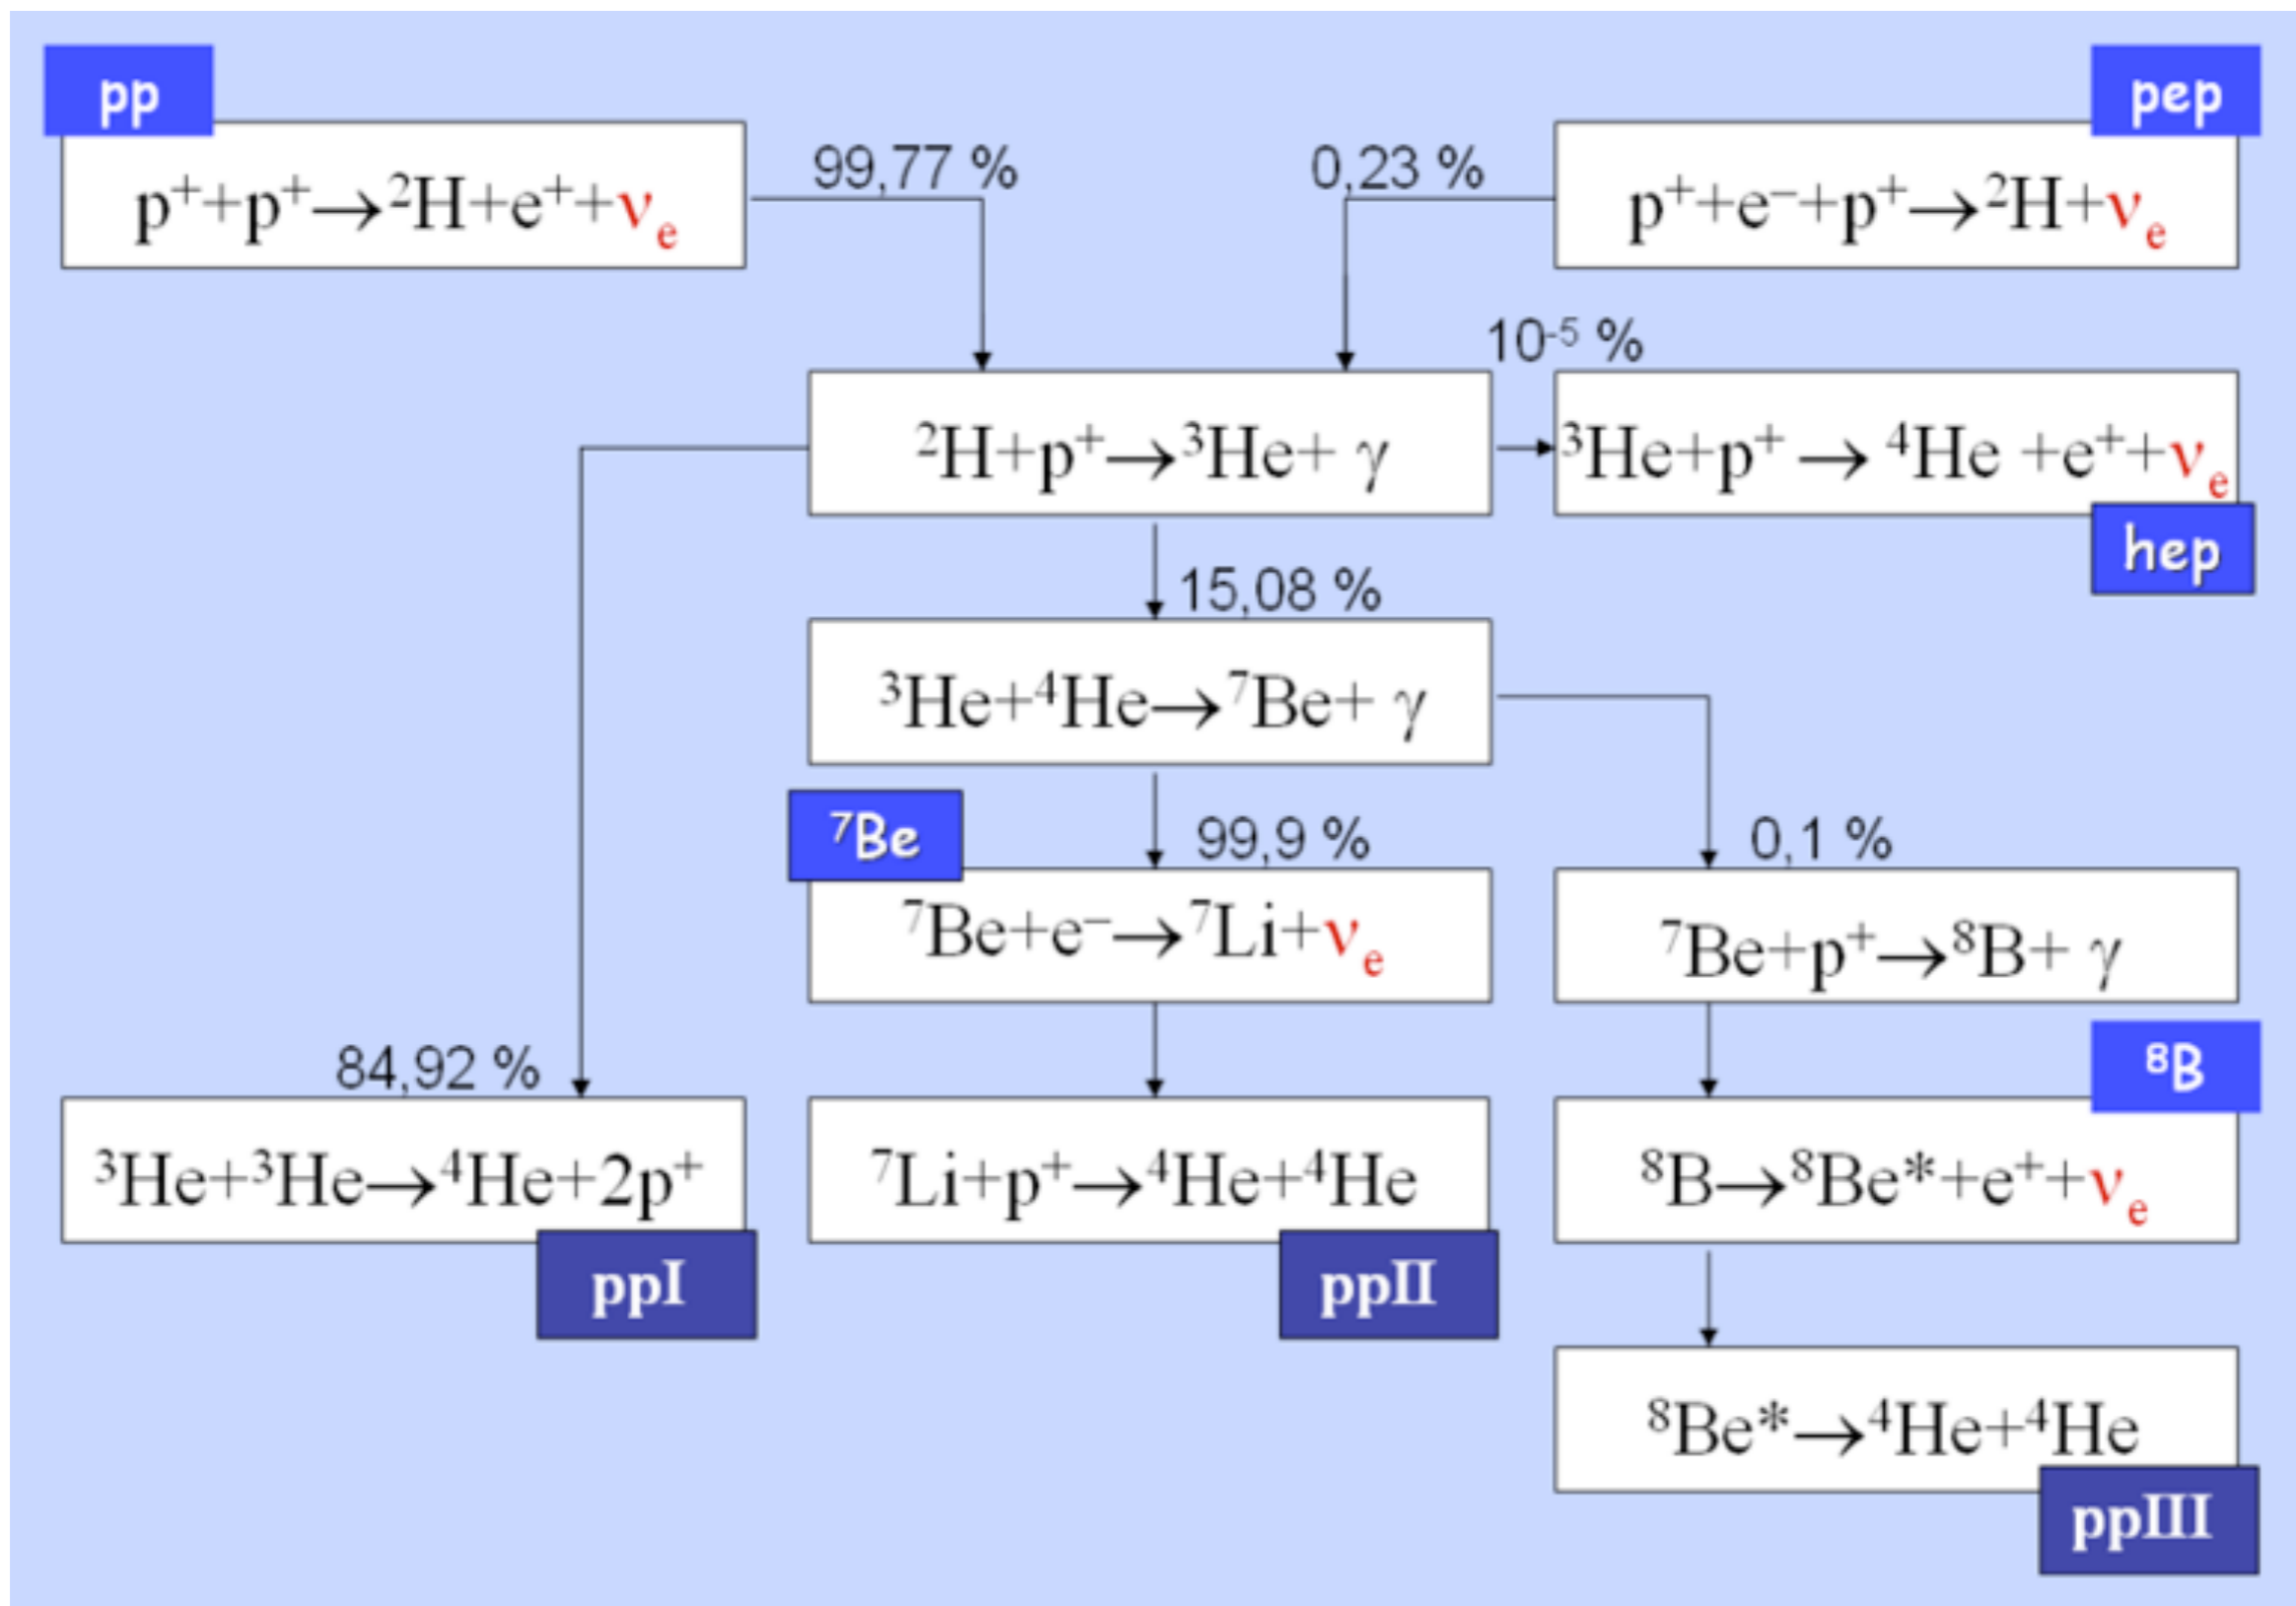 pp
pep
99,77 %
0,23 %
p⁺+p⁺→²H+e⁺+νₑ
p⁺+e⁻+p⁺→²H+νₑ
10⁻⁵ %
²H+p⁺→³He+ γ
³He+p⁺ → ⁴He +e⁺+νₑ
hep
15,08 %
³He+⁴He→⁷Be+ γ
⁷Be
99,9 %
0,1 %
⁷Be+e⁻→⁷Li+νₑ
⁷Be+p⁺→⁸B+ γ
84,92 %
⁸B
³He+³He→⁴He+2p⁺
⁷Li+p⁺→⁴He+⁴He
⁸B→⁸Be*+e⁺+νₑ
ppI
ppII
⁸Be*→⁴He+⁴He
ppIII